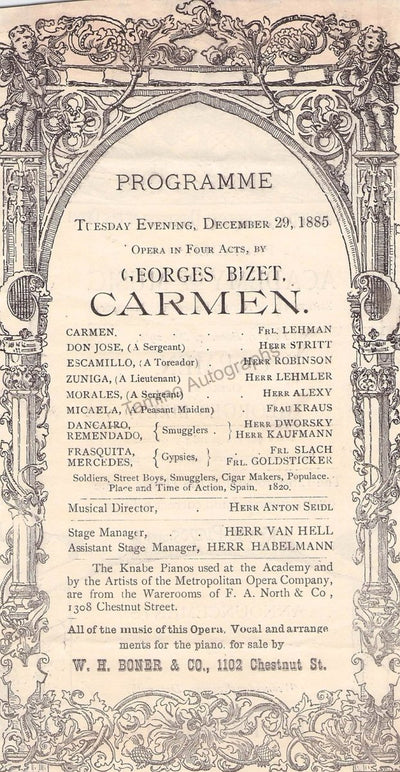 PROGRAMME
TUESDAY EVENING, DECEMBER 29, 1885
OPERA IN FOUR ACTS, BY
GEORGES BIZET.
CARMEN.
CARMEN, . . . FRL. LEHMAN
DON JOSE, (A Sergeant) . HERR STRITT
ESCAMILLO, (A Toreador) HERR ROBINSON
ZUNIGA, (A Lieutenant) HERR LEHMLER
MORALES, (A Sergeant) . HERR ALEXY
MICAELA, (A Peasant Maiden) FRAU KRAUS
DANCAIRO, REMENDADO, { Smugglers . } HERR DWORSKY HERR KAUFMANN
FRASQUITA, MERCEDES, { Gypsies, } FRL. SLACH FRL. GOLDSTICKER
Soldiers, Street Boys, Smugglers, Cigar Makers, Populace.
Place and Time of Action, Spain. 1820.
Musical Director, . HERR ANTON SEIDL
Stage Manager, . HERR VAN HELL
Assistant Stage Manager, HERR HABELMANN
The Knabe Pianos used at the Academy and
by the Artists of the Metropolitan Opera Company,
are from the Warerooms of F. A. North & Co,
1308 Chestnut Street.
All of the music of this Opera, Vocal and arrange
ments for the piano, for sale by
W. H. BONER & CO., 1102 Chestnut St.
Tamino Autographs